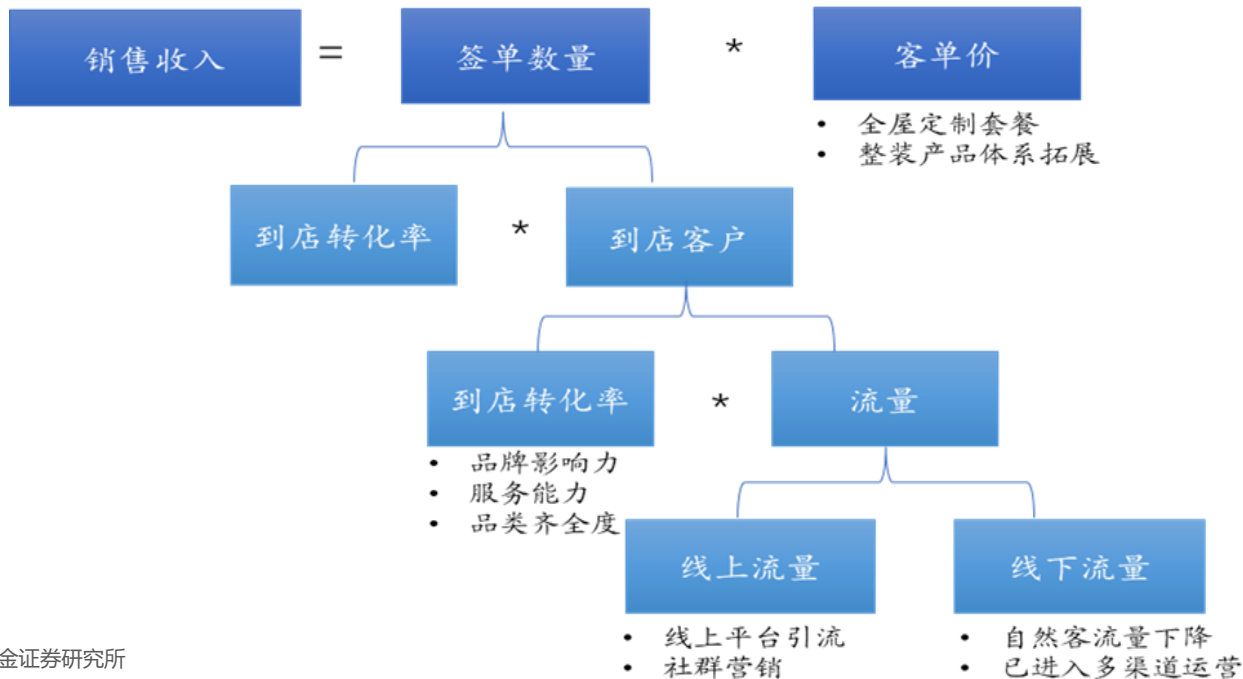 销售收入 = 签单数量 * 客单价
• 全屋定制套餐
• 整装产品体系拓展
到店转化率 * 到店客户
到店转化率 * 流量
• 品牌影响力
• 服务能力
• 品类齐全度
线上流量 线下流量
• 线上平台引流
• 社群营销
• 自然客流量下降
• 已进入多渠道运营
金证券研究所